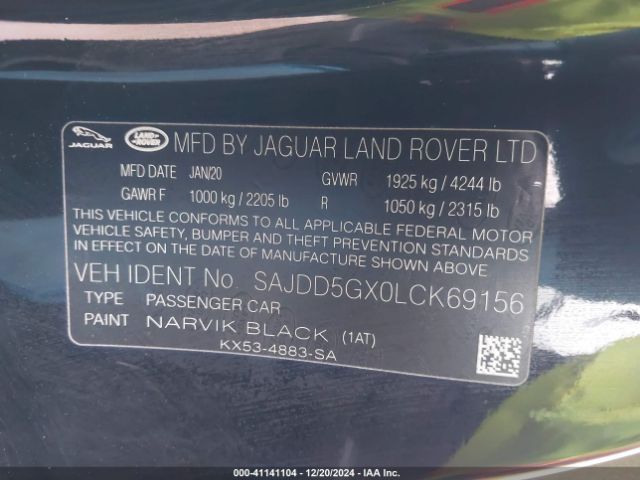 JAGUAR LAND ROVER MFD BY JAGUAR LAND ROVER LTD
MFD DATE JAN/20 GVWR 1925 kg / 4244 lb
GAWR F 1000 kg / 2205 lb R 1050 kg / 2315 lb
THIS VEHICLE CONFORMS TO ALL APPLICABLE FEDERAL MOTOR
VEHICLE SAFETY, BUMPER AND THEFT PREVENTION STANDARDS
IN EFFECT ON THE DATE OF MANUFACTURE SHOWN ABOVE
VEH IDENT No SAJDD5GX0LCK69156
TYPE PASSENGER CAR
PAINT NARVIK BLACK (1AT)
KX53-4883-SA
000-41141104 - 12/20/2024 - IAA Inc.